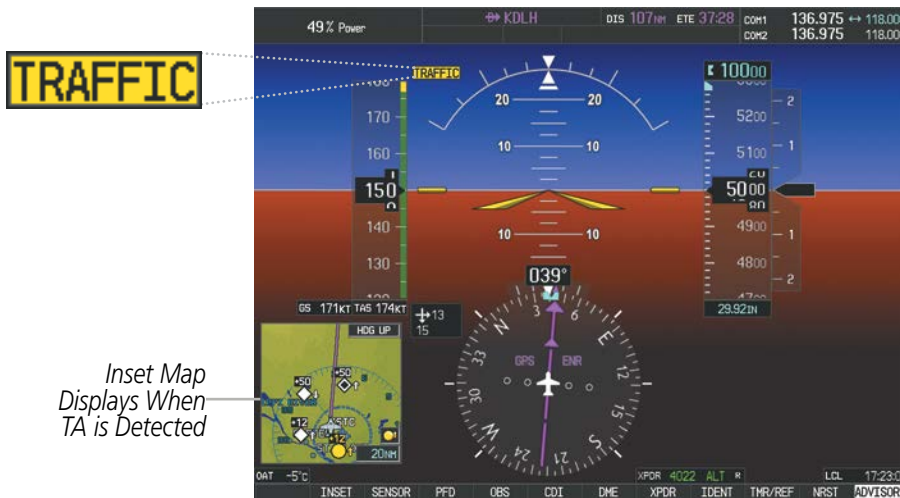 49% Power
KDLH DIS 107NM ETE 37:28
COM1 136.975 ↔ 118.00
COM2 136.975 118.00
TRAFFIC
TRAFFIC
10000
170
160
150
140
130
20 20
10 10
10 10
5200
5100
5000
4900
4800
2
1
1
2
29.92IN
039°
GS 171KT TAS 174KT
13
15
HDG UP
+50
+50
+12
+12
20NM
Inset Map
Displays When
TA is Detected
GPS ENR
N 3 6 E 12 15 S 21 24 W 30 33
OAT -5°C
XPDR 4022 ALT R
LCL 17:23:0
INSET SENSOR PFD OBS CDI DME XPDR IDENT TMR/REF NRST ADVISOR